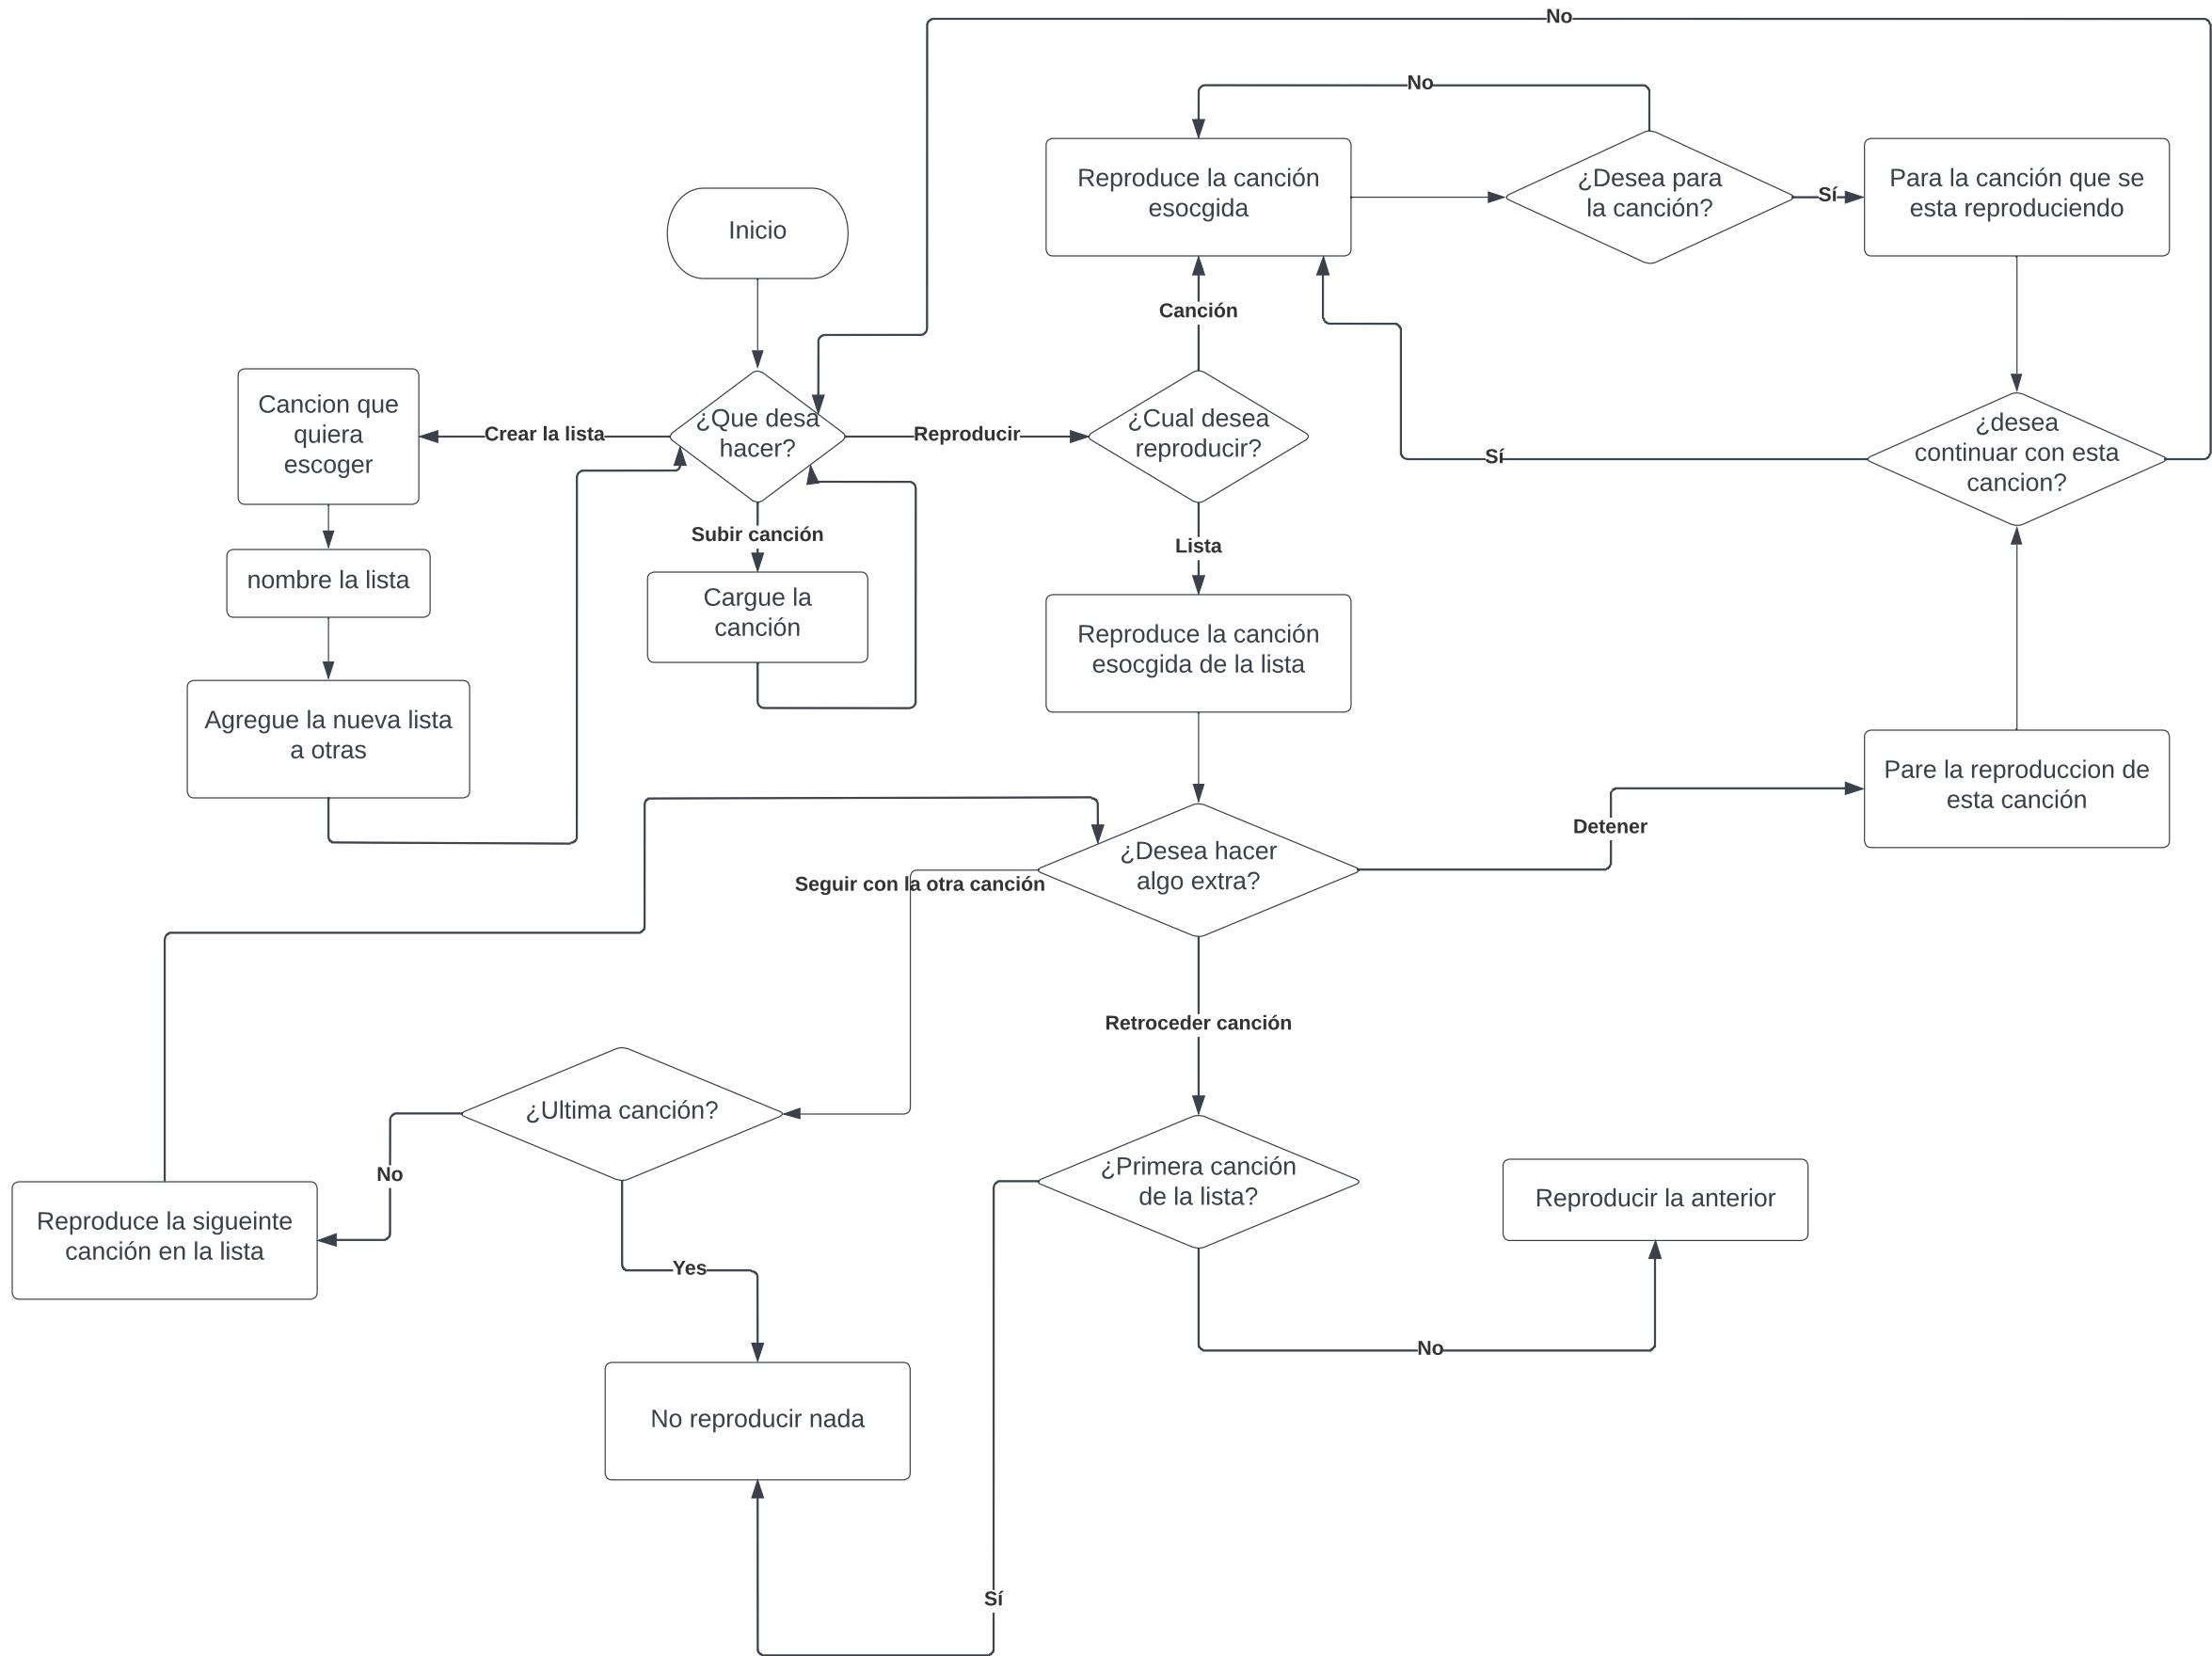 No
No
Reproduce la canción
esocgida
¿Desea para
la canción?
Sí
Para la canción que se
esta reproduciendo
Inicio
Canción
Cancion que
quiera
escoger
Crear la lista
¿Que desa
hacer?
Reproducir
¿Cual desea
reproducir?
Sí
¿desea
continuar con esta
cancion?
Subir canción
Lista
nombre la lista
Cargue la
canción
Reproduce la canción
esocgida de la lista
Agregue la nueva lista
a otras
Pare la reproduccion de
esta canción
Detener
¿Desea hacer
algo extra?
Seguir con la otra canción
Retroceder canción
¿Ultima canción?
No
¿Primera canción
de la lista?
Reproducir la anterior
Reproduce la sigueinte
canción en la lista
Yes
No
No reproducir nada
Sí